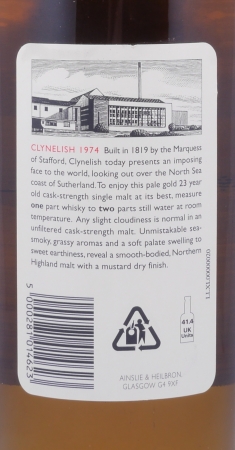 CLYNELISH 1974 Built in 1819 by the Marquess
of Stafford, Clynelish today presents an imposing
face to the world, looking out over the North Sea
coast of Sutherland. To enjoy this pale gold 23 year
old cask-strength single malt at its best, measure
one part whisky to two parts still water at room
temperature. Any slight cloudiness is normal in an
unfiltered cask-strength malt. Unmistakable sea-
smoky, grassy aromas and a soft palate swelling to
sweet earthiness, reveal a smooth-bodied, Northern
Highland malt with a mustard dry finish.
5 000281 014623
41.4
UK
Units
AINSLIE & HEILBRON
GLASGOW G4 9XF